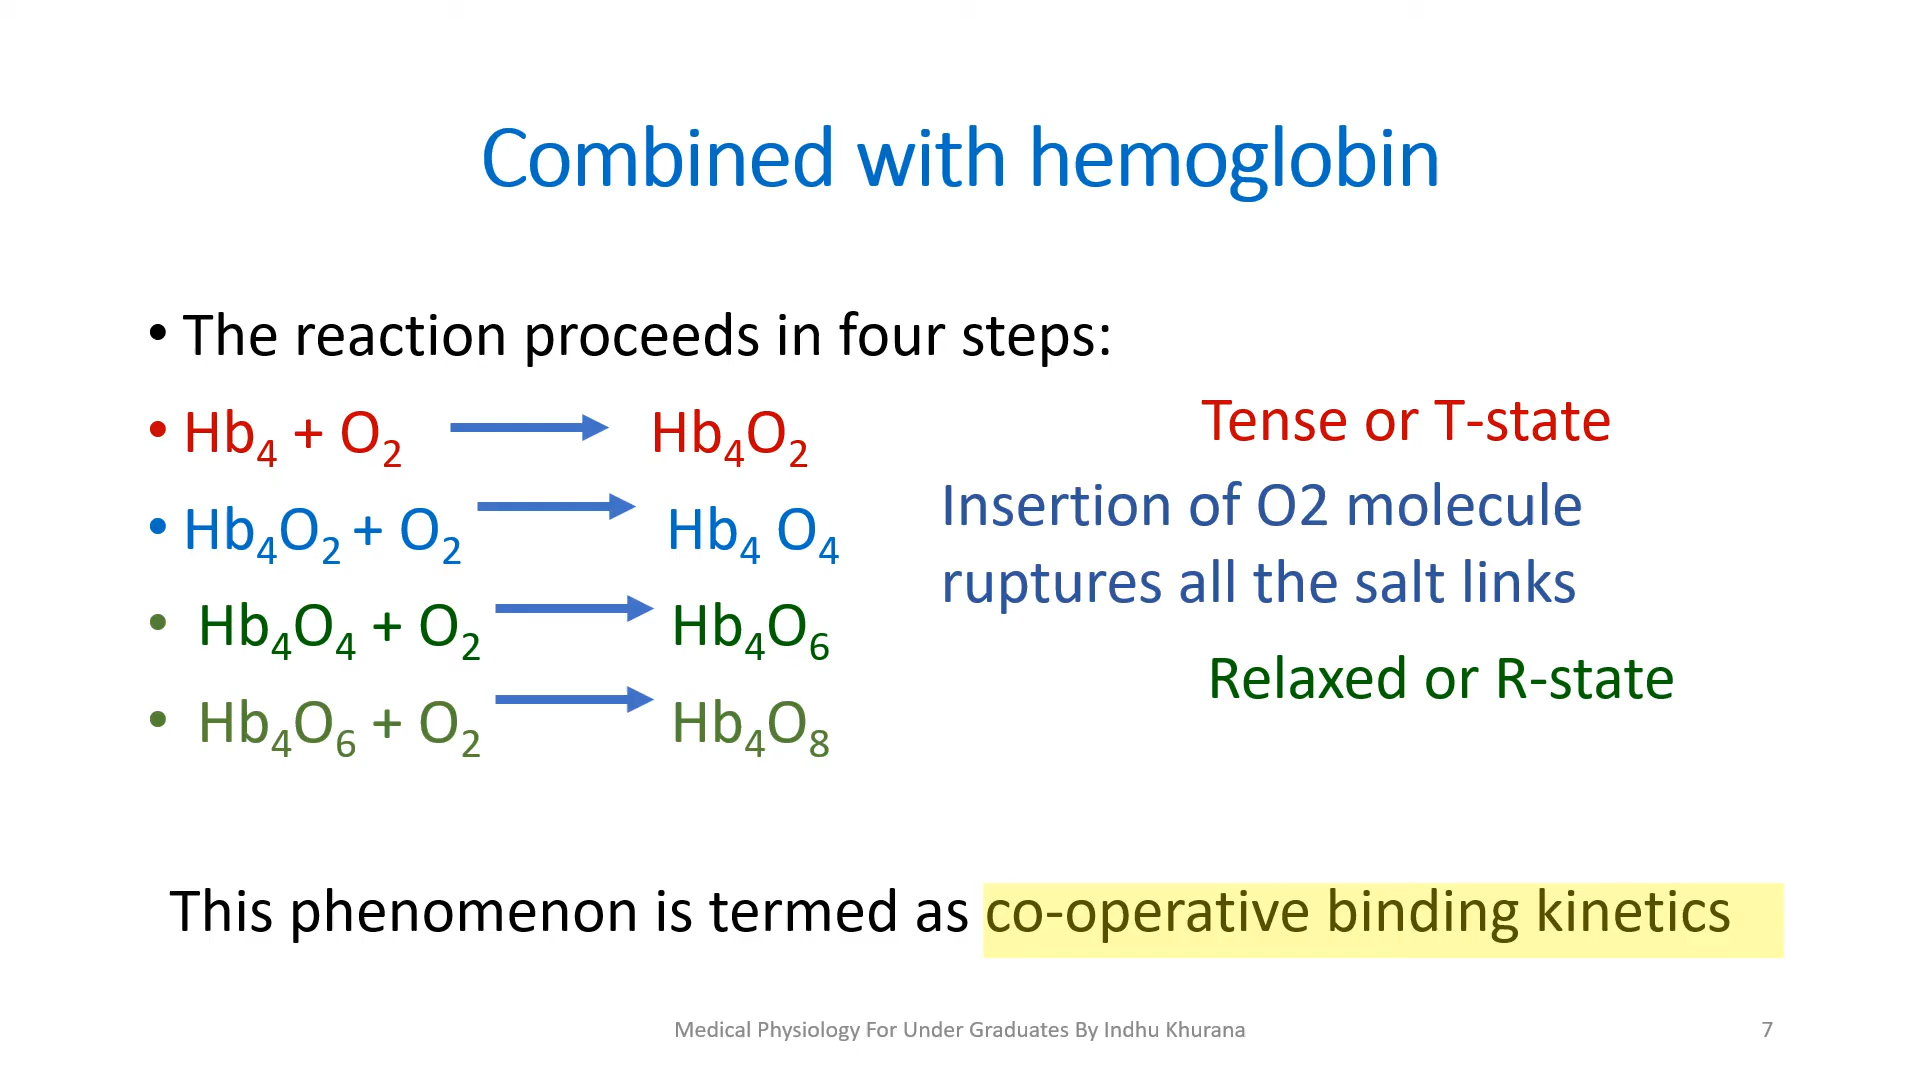 Combined with hemoglobin
• The reaction proceeds in four steps:
• Hb₄ + O₂ → Hb₄O₂
Tense or T-state
• Hb₄O₂ + O₂ → Hb₄ O₄
Insertion of O2 molecule
ruptures all the salt links
• Hb₄O₄ + O₂ → Hb₄O₆
Relaxed or R-state
• Hb₄O₆ + O₂ → Hb₄O₈
This phenomenon is termed as co-operative binding kinetics
Medical Physiology For Under Graduates By Indhu Khurana
7